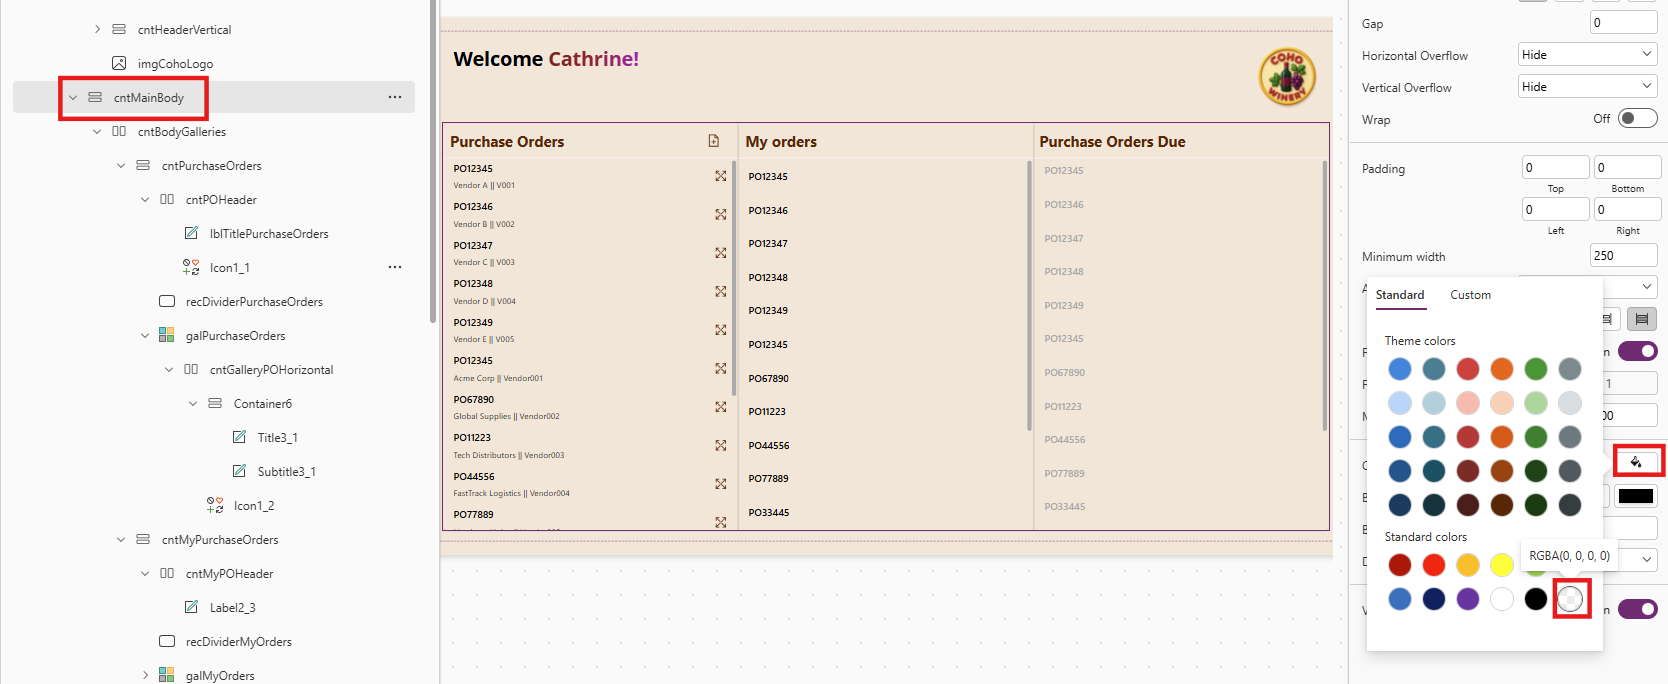 cntHeaderVertical
imgCohoLogo
cntMainBody
cntBodyGalleries
cntPurchaseOrders
cntPOHeader
lblTitlePurchaseOrders
Icon1_1
recDividerPurchaseOrders
galPurchaseOrders
cntGalleryPOHorizontal
Container6
Title3_1
Subtitle3_1
Icon1_2
cntMyPurchaseOrders
cntMyPOHeader
Label2_3
recDividerMyOrders
galMyOrders
Welcome Cathrine!
COHO
WINERY
Purchase Orders
PO12345
Vendor A || V001
PO12346
Vendor B || V002
PO12347
Vendor C || V003
PO12348
Vendor D || V004
PO12349
Vendor E || V005
PO12345
Acme Corp || Vendor001
PO67890
Global Supplies || Vendor002
PO11223
Tech Distributors || Vendor003
PO44556
FastTrack Logistics || Vendor004
PO77889
My orders
PO12345
PO12346
PO12347
PO12348
PO12349
PO12345
PO67890
PO11223
PO44556
PO77889
PO33445
Purchase Orders Due
PO12345
PO12346
PO12347
PO12348
PO12349
PO12345
PO67890
PO11223
PO44556
PO77889
PO33445
Gap 0
Horizontal Overflow Hide
Vertical Overflow Hide
Wrap Off
Padding 0 0
Top Bottom
0 0
Left Right
Minimum width 250
Standard Custom
Theme colors
Standard colors
RGBA(0, 0, 0, 0)